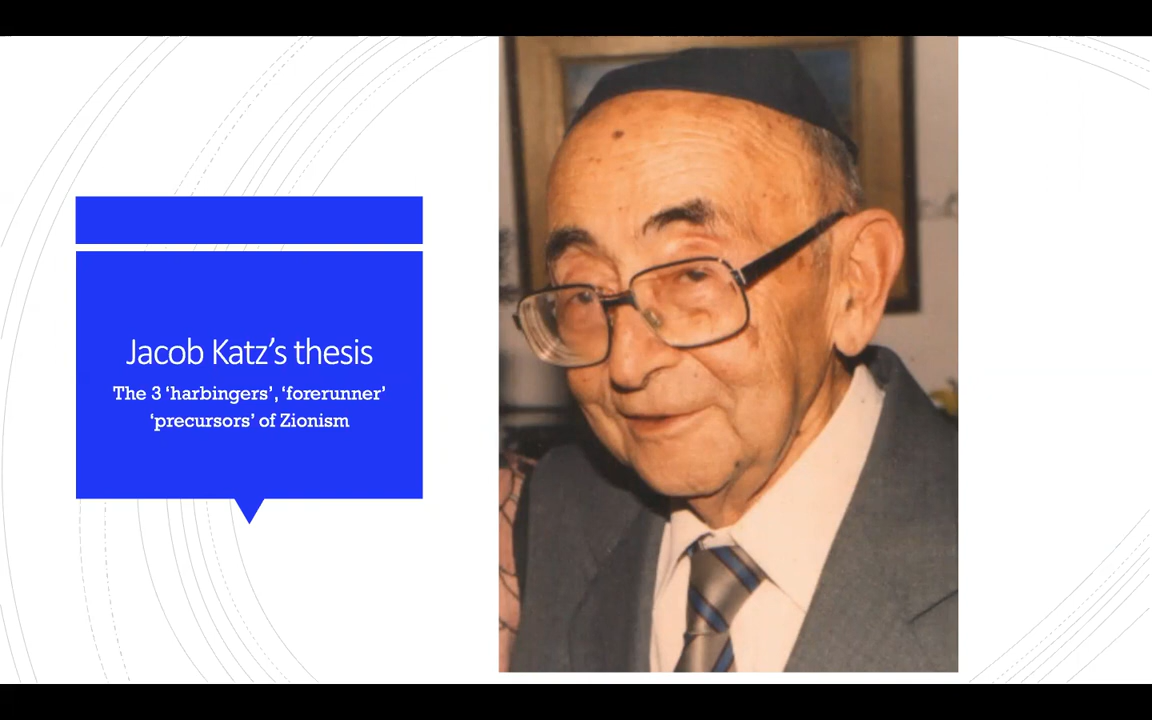 Jacob Katz’s thesis
The 3 ‘harbingers’, ‘forerunner’
‘precursors’ of Zionism